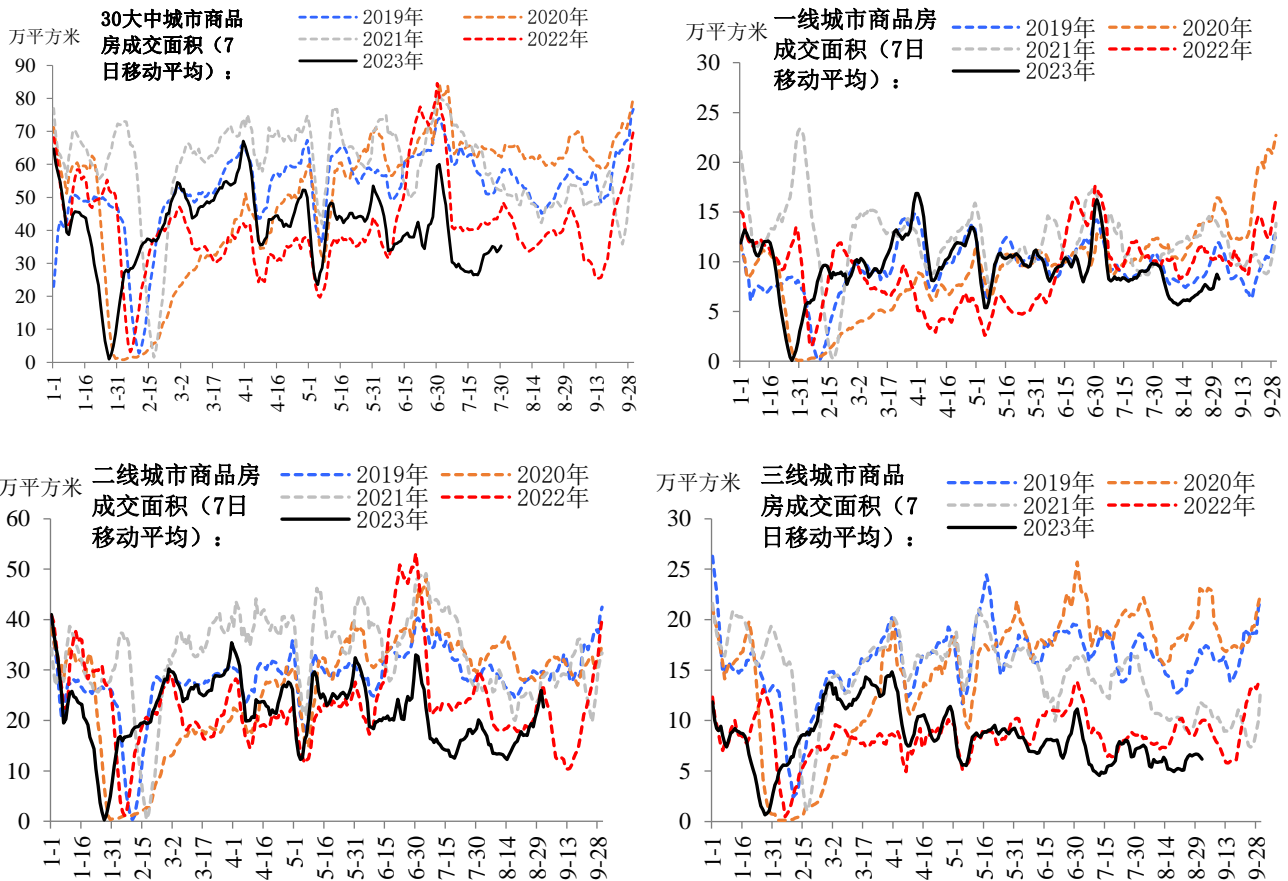 30大中城市商品
房成交面积（7
日移动平均）：
万平方米
2019年
2020年
2021年
2022年
2023年
90
80
70
60
50
40
30
20
10
0
1-1
1-16
1-31
2-15
3-2
3-17
4-1
4-16
5-1
5-16
5-31
6-15
6-30
7-15
7-30
8-14
8-29
9-13
9-28
一线城市商品房
成交面积（7日
移动平均）：
万平方米
2019年
2020年
2021年
2022年
2023年
30
25
20
15
10
5
0
1-1
1-16
1-31
2-15
3-2
3-17
4-1
4-16
5-1
5-16
5-31
6-15
6-30
7-15
7-30
8-14
8-29
9-13
9-28
二线城市商品房
成交面积（7日
移动平均）：
万平方米
2019年
2020年
2021年
2022年
2023年
60
50
40
30
20
10
0
1-1
1-16
1-31
2-15
3-2
3-17
4-1
4-16
5-1
5-16
5-31
6-15
6-30
7-15
7-30
8-14
8-29
9-13
9-28
三线城市商品
房成交面积（7
日移动平均）：
万平方米
2019年
2020年
2021年
2022年
2023年
30
25
20
15
10
5
0
1-1
1-16
1-31
2-15
3-2
3-17
4-1
4-16
5-1
5-16
5-31
6-15
6-30
7-15
7-30
8-14
8-29
9-13
9-28